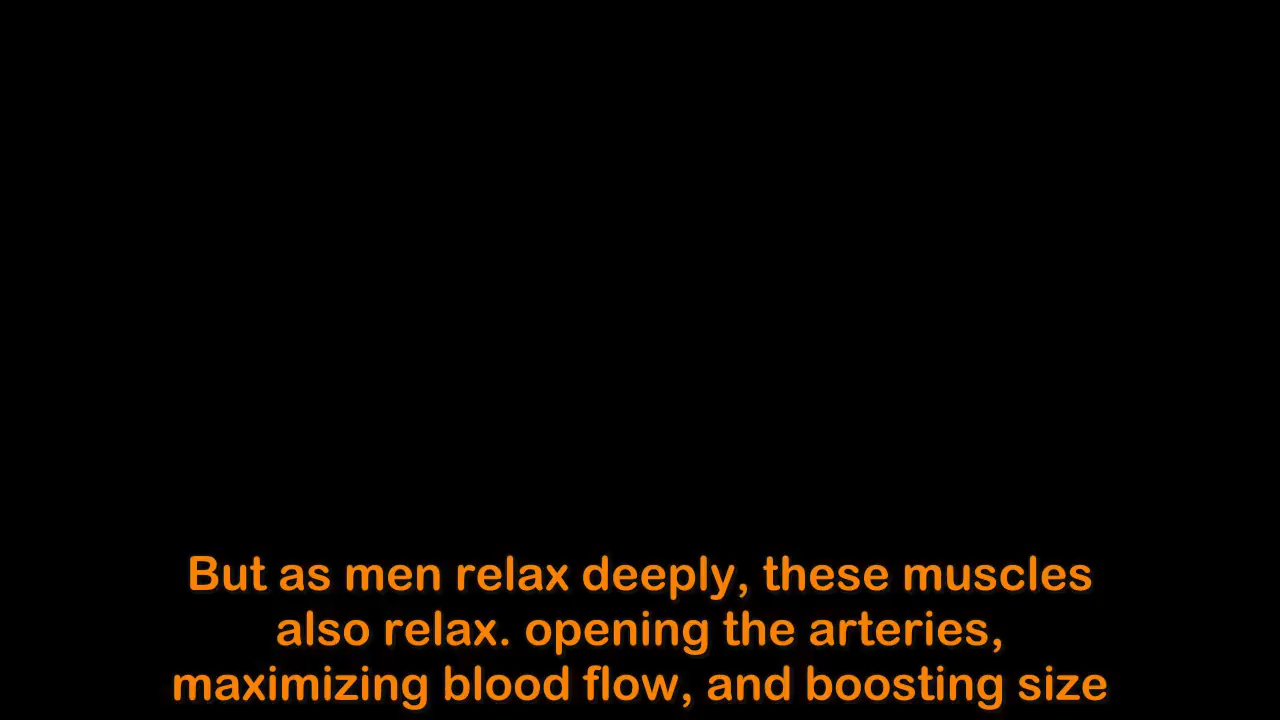 But as men relax deeply, these muscles
also relax. opening the arteries,
maximizing blood flow, and boosting size